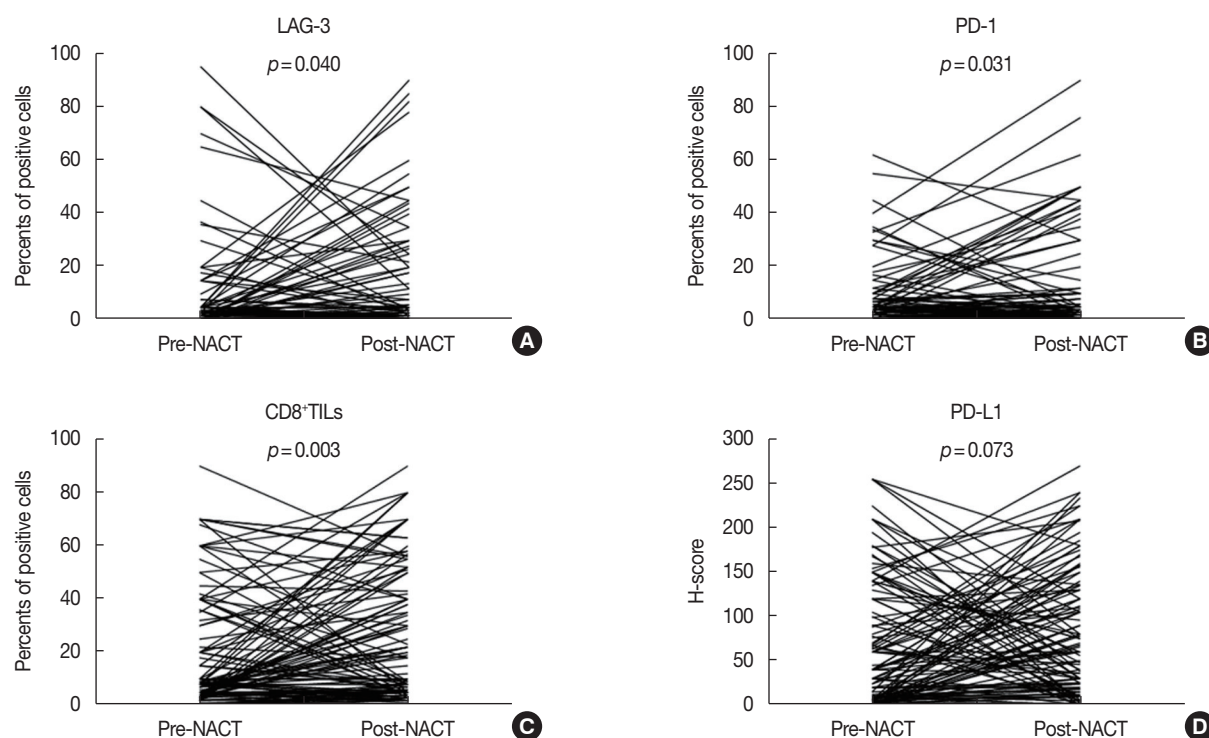 LAG-3
p=0.040
Percents of positive cells
100
80
60
40
20
0
Pre-NACT Post-NACT
A
PD-1
p=0.031
Percents of positive cells
100
80
60
40
20
0
Pre-NACT Post-NACT
B
CD8⁺TILs
p=0.003
Percents of positive cells
100
80
60
40
20
0
Pre-NACT Post-NACT
C
PD-L1
p=0.073
H-score
300
250
200
150
100
50
0
Pre-NACT Post-NACT
D